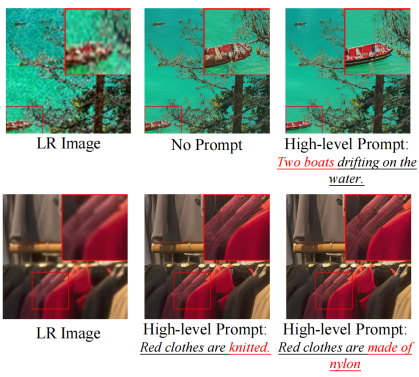 LR Image
No Prompt
High-level Prompt:
Two boats drifting on the
water.
LR Image
High-level Prompt:
Red clothes are knitted.
High-level Prompt:
Red clothes are made of
nylon